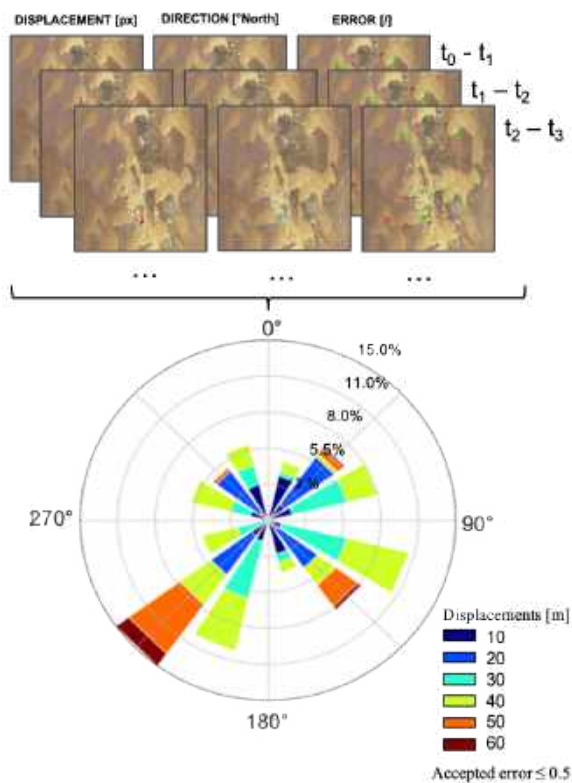 DISPLACEMENT [px] DIRECTION [°North] ERROR [/]
t0 - t1
t1 – t2
t2 – t3
... ... ...
0°
15.0%
11.0%
8.0%
5.5%
270° 90°
180°
Displacements [m]
10
20
30
40
50
60
Accepted error ≤ 0.5